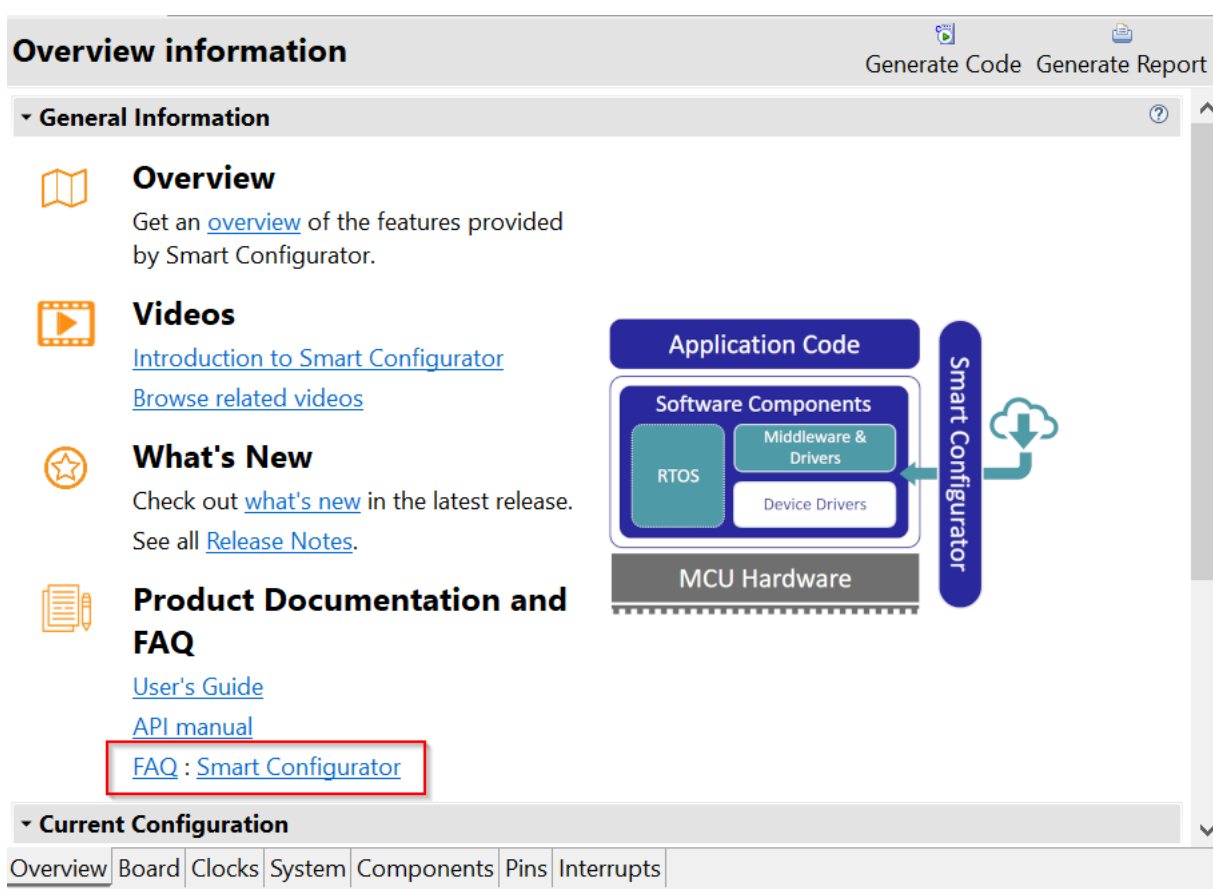 Overview information
Generate Code Generate Report
General Information
Overview
Get an overview of the features provided
by Smart Configurator.
Videos
Introduction to Smart Configurator
Browse related videos
What's New
Check out what's new in the latest release.
See all Release Notes.
Product Documentation and
FAQ
User's Guide
API manual
FAQ : Smart Configurator
Application Code
Software Components
RTOS
Middleware &
Drivers
Device Drivers
MCU Hardware
Smart Configurator
Current Configuration
Overview Board Clocks System Components Pins Interrupts